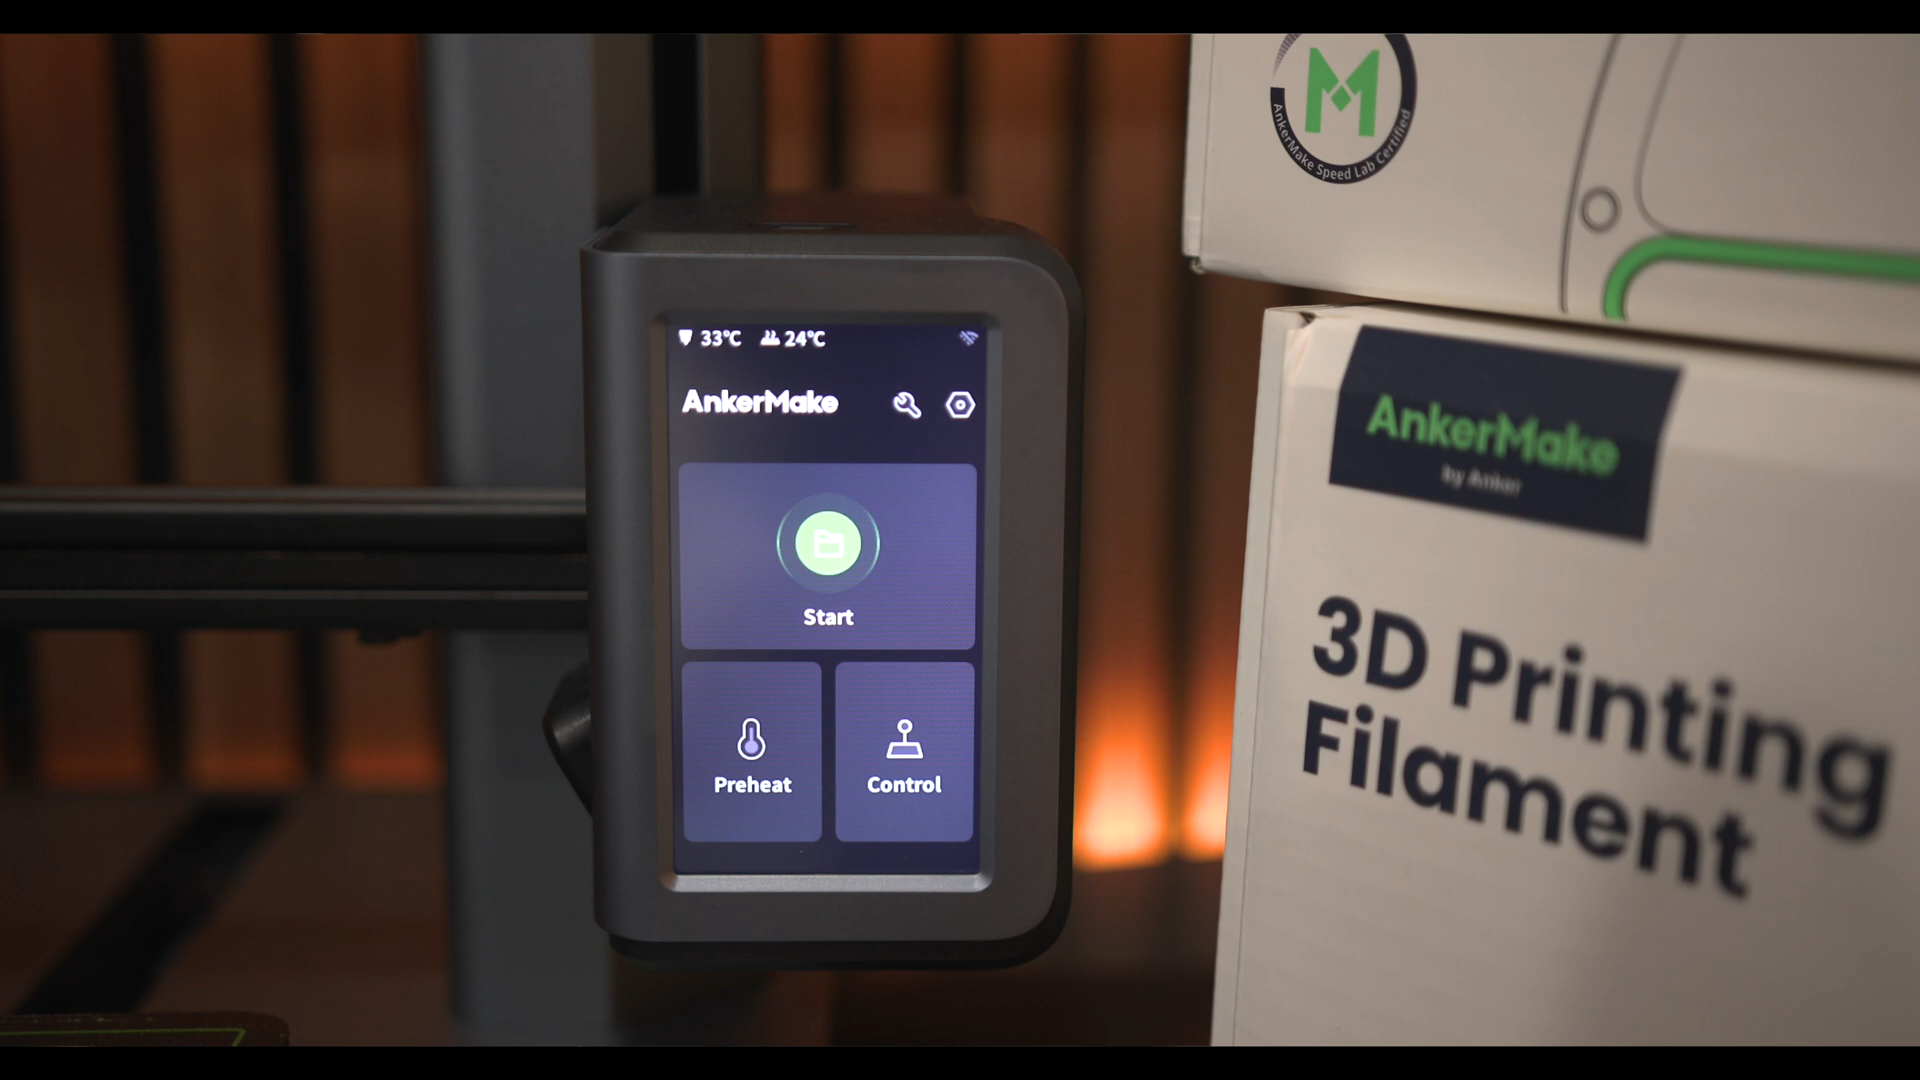 33°C 24°C
AnkerMake
Start
Preheat
Control
M
AnkerMake Speed Lab Certified
AnkerMake
by Anker
3D Printing
Filament